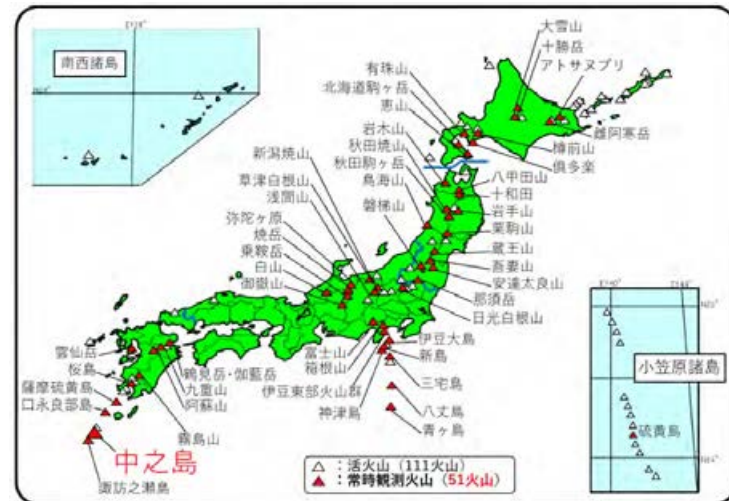 南西諸島
大雪山
十勝岳
アトサヌプリ
有珠山
北海道駒ヶ岳
恵山
岩木山
秋田焼山
秋田駒ヶ岳
鳥海山
磐梯山
雌阿寒岳
樽前山
倶多楽
八甲田山
十和田
岩手山
栗駒山
蔵王山
吾妻山
安達太良山
那須岳
日光白根山
新潟焼山
草津白根山
浅間山
弥陀ヶ原
焼岳
乗鞍岳
白山
御嶽山
雲仙岳
桜島
薩摩硫黄島
口永良部島
鶴見岳・伽藍岳
九重山
阿蘇山
霧島山
中之島
諏訪之瀬島
富士山
箱根山
伊豆東部火山群
神津島
伊豆大島
新島
三宅島
八丈島
青ヶ島
小笠原諸島
硫黄島
△ :活火山(111火山)
▲ :常時観測火山(51火山)